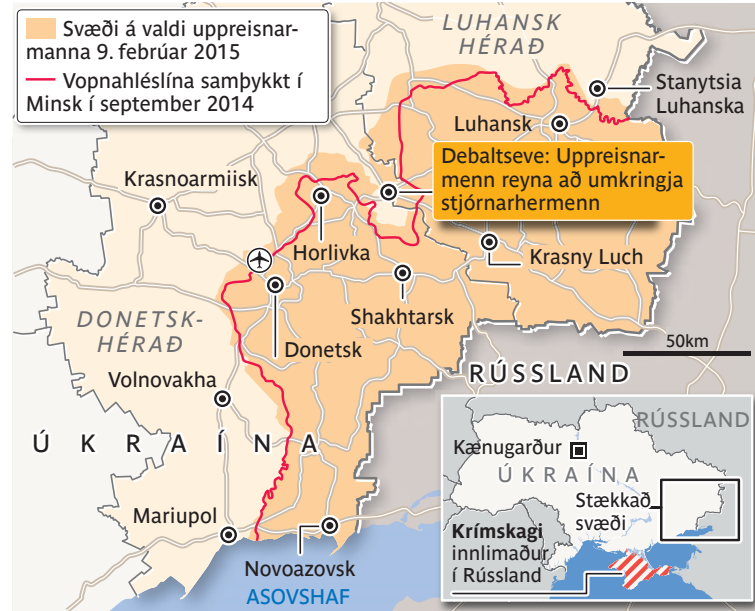 Svæði á valdi uppreisnar-
manna 9. febrúar 2015
Vopnahléslína samþykkt í
Minsk í september 2014
LUHANSK
HÉRAÐ
Stanytsia
Luhanska
Luhansk
Debaltseve: Uppreisnar-
menn reyna að umkringja
stjórnarhermenn
Krasnoarmiisk
Horlivka
Krasny Luch
Shakhtarsk
DONETSK-
HÉRAÐ
Donetsk
50km
Volnovakha
RÚSSLAND
ÚKRAÍNA
Mariupol
Novoazovsk
ASOVSHAF
RÚSSLAND
Kænugarður
ÚKRAÍNA
Stækkað
svæði
Krímskagi
innlimaður
í Rússland